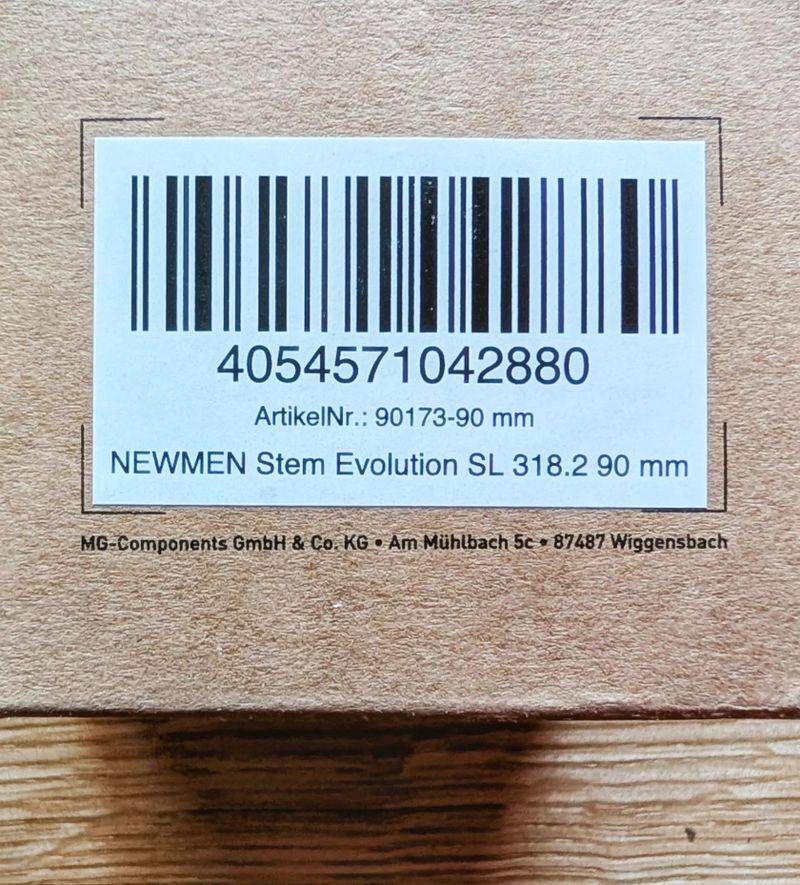 4054571042880
ArtikelNr.: 90173-90 mm
NEWMEN Stem Evolution SL 318.2 90 mm
MG-Components GmbH & Co. KG • Am Mühlbach 5c • 87487 Wiggensbach